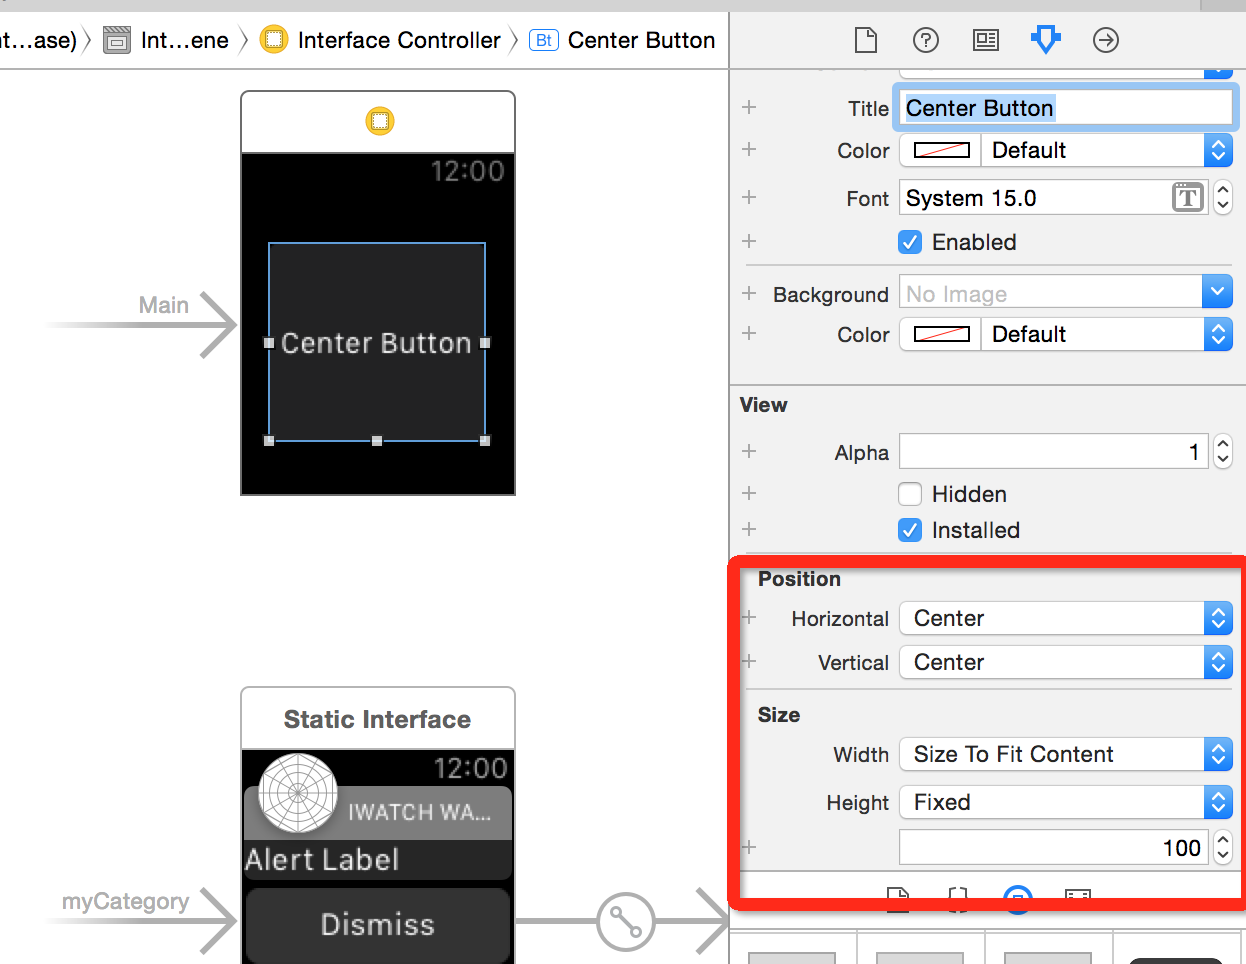 nt...ase) Int...ene Interface Controller Bt Center Button
12:00
Main
Center Button
Static Interface
12:00
IWATCH WA...
Alert Label
myCategory
Dismiss
Title Center Button
Color Default
Font System 15.0 T
Enabled
Background No Image
Color Default
View
Alpha 1
Hidden
Installed
Position
Horizontal Center
Vertical Center
Size
Width Size To Fit Content
Height Fixed
100